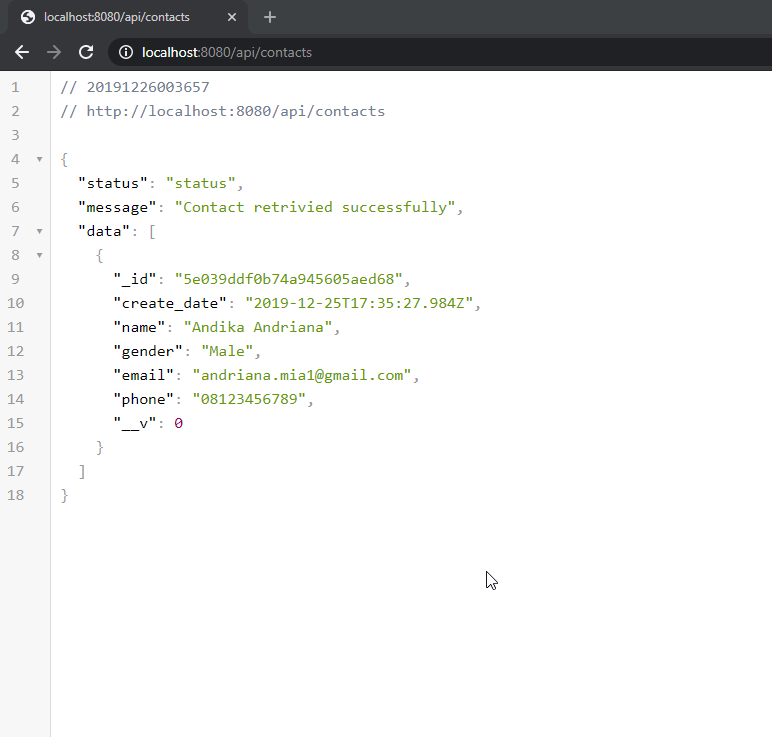 localhost:8080/api/contacts
localhost:8080/api/contacts
1 // 20191226003657
2 // http://localhost:8080/api/contacts
3
4 {
5 "status": "status",
6 "message": "Contact retrivied successfully",
7 "data": [
8 {
9 "_id": "5e039ddf0b74a945605aed68",
10 "create_date": "2019-12-25T17:35:27.984Z",
11 "name": "Andika Andriana",
12 "gender": "Male",
13 "email": "andriana.mia1@gmail.com",
14 "phone": "08123456789",
15 "__v": 0
16 }
17 ]
18 }